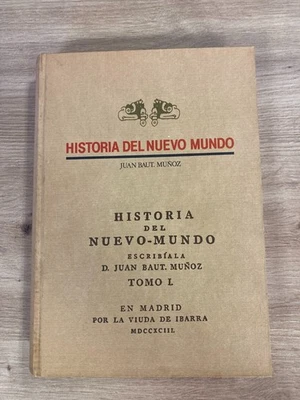 HISTORIA DEL NUEVO MUNDO
JUAN BAUT. MUÑOZ
HISTORIA
DEL
NUEVO-MUNDO
ESCRIBÍALA
D. JUAN BAUT. MUÑOZ
TOMO I.
EN MADRID
POR LA VIUDA DE IBARRA
MDCCXCIII.